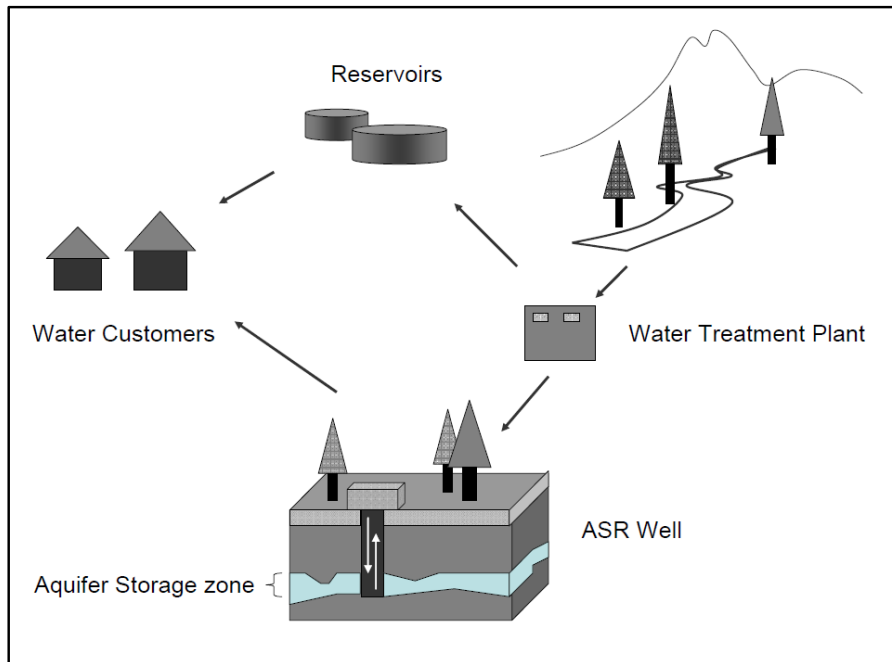 Reservoirs
Water Customers
Water Treatment Plant
ASR Well
Aquifer Storage zone